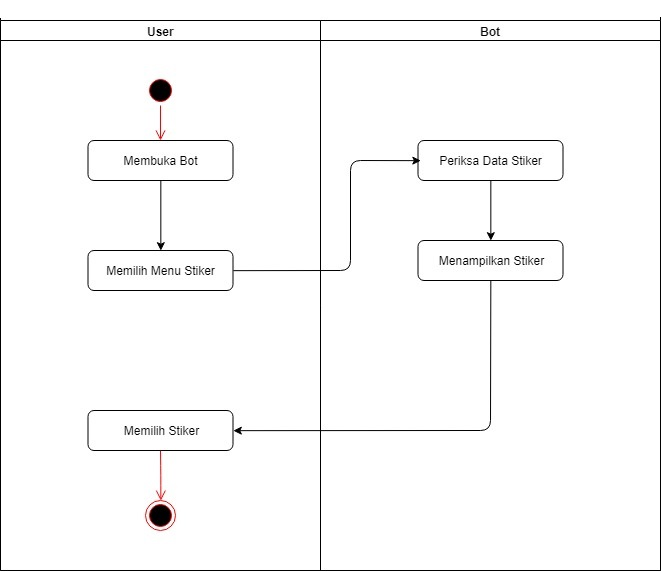 User
Bot
Membuka Bot
Periksa Data Stiker
Memilih Menu Stiker
Menampilkan Stiker
Memilih Stiker